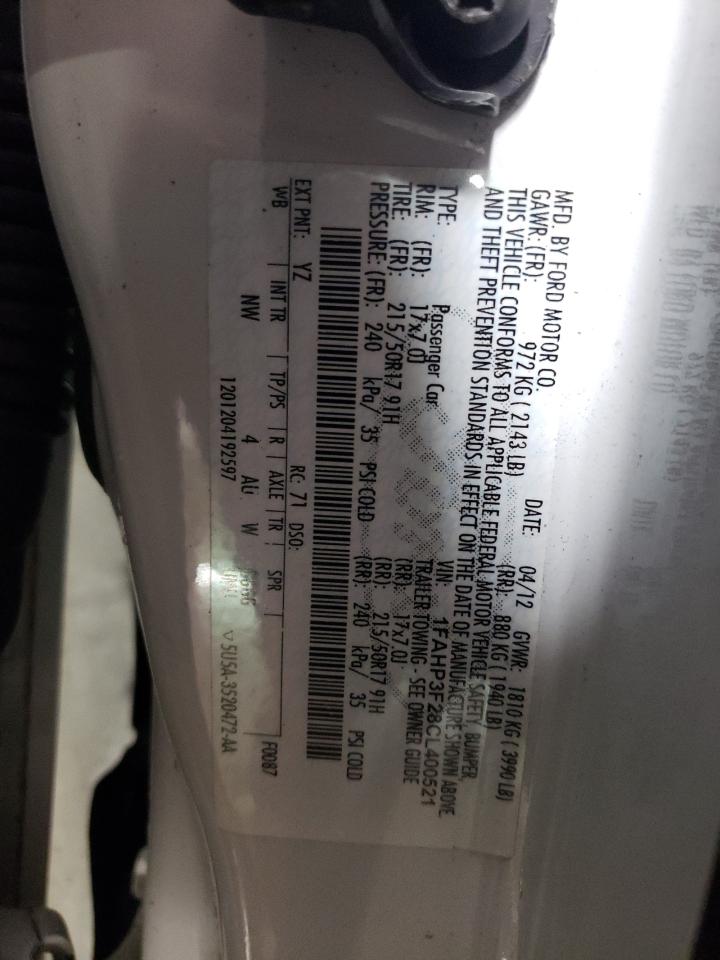 MFD. BY FORD MOTOR CO.
DATE: 04/12 GVWR: 1810 KG ( 3990 LB)
GAWR: (FR): 972 KG ( 2143 LB) (RR): 880 KG ( 1940 LB)
THIS VEHICLE CONFORMS TO ALL APPLICABLE FEDERAL MOTOR VEHICLE SAFETY, BUMPER,
AND THEFT PREVENTION STANDARDS IN EFFECT ON THE DATE OF MANUFACTURE SHOWN ABOVE.
VIN: 1FAHP3F28CL400521
TYPE: Passenger Car TRAILER TOWING - SEE OWNER GUIDE
RIM: (FR): 17x7.0J (RR): 17x7.0J
TIRE: (FR): 215/50R17 91H (RR): 215/50R17 91H
PRESSURE: (FR): 240 kPa/ 35 PSI COLD (RR): 240 kPa/ 35 PSI COLD
EXT PNT: YZ RC: 71 DSO: F0087
WB INT TR TP/PS R AXLE TR SPR
NW 4 AU W
1201204192597 5U5A-3520472-AA